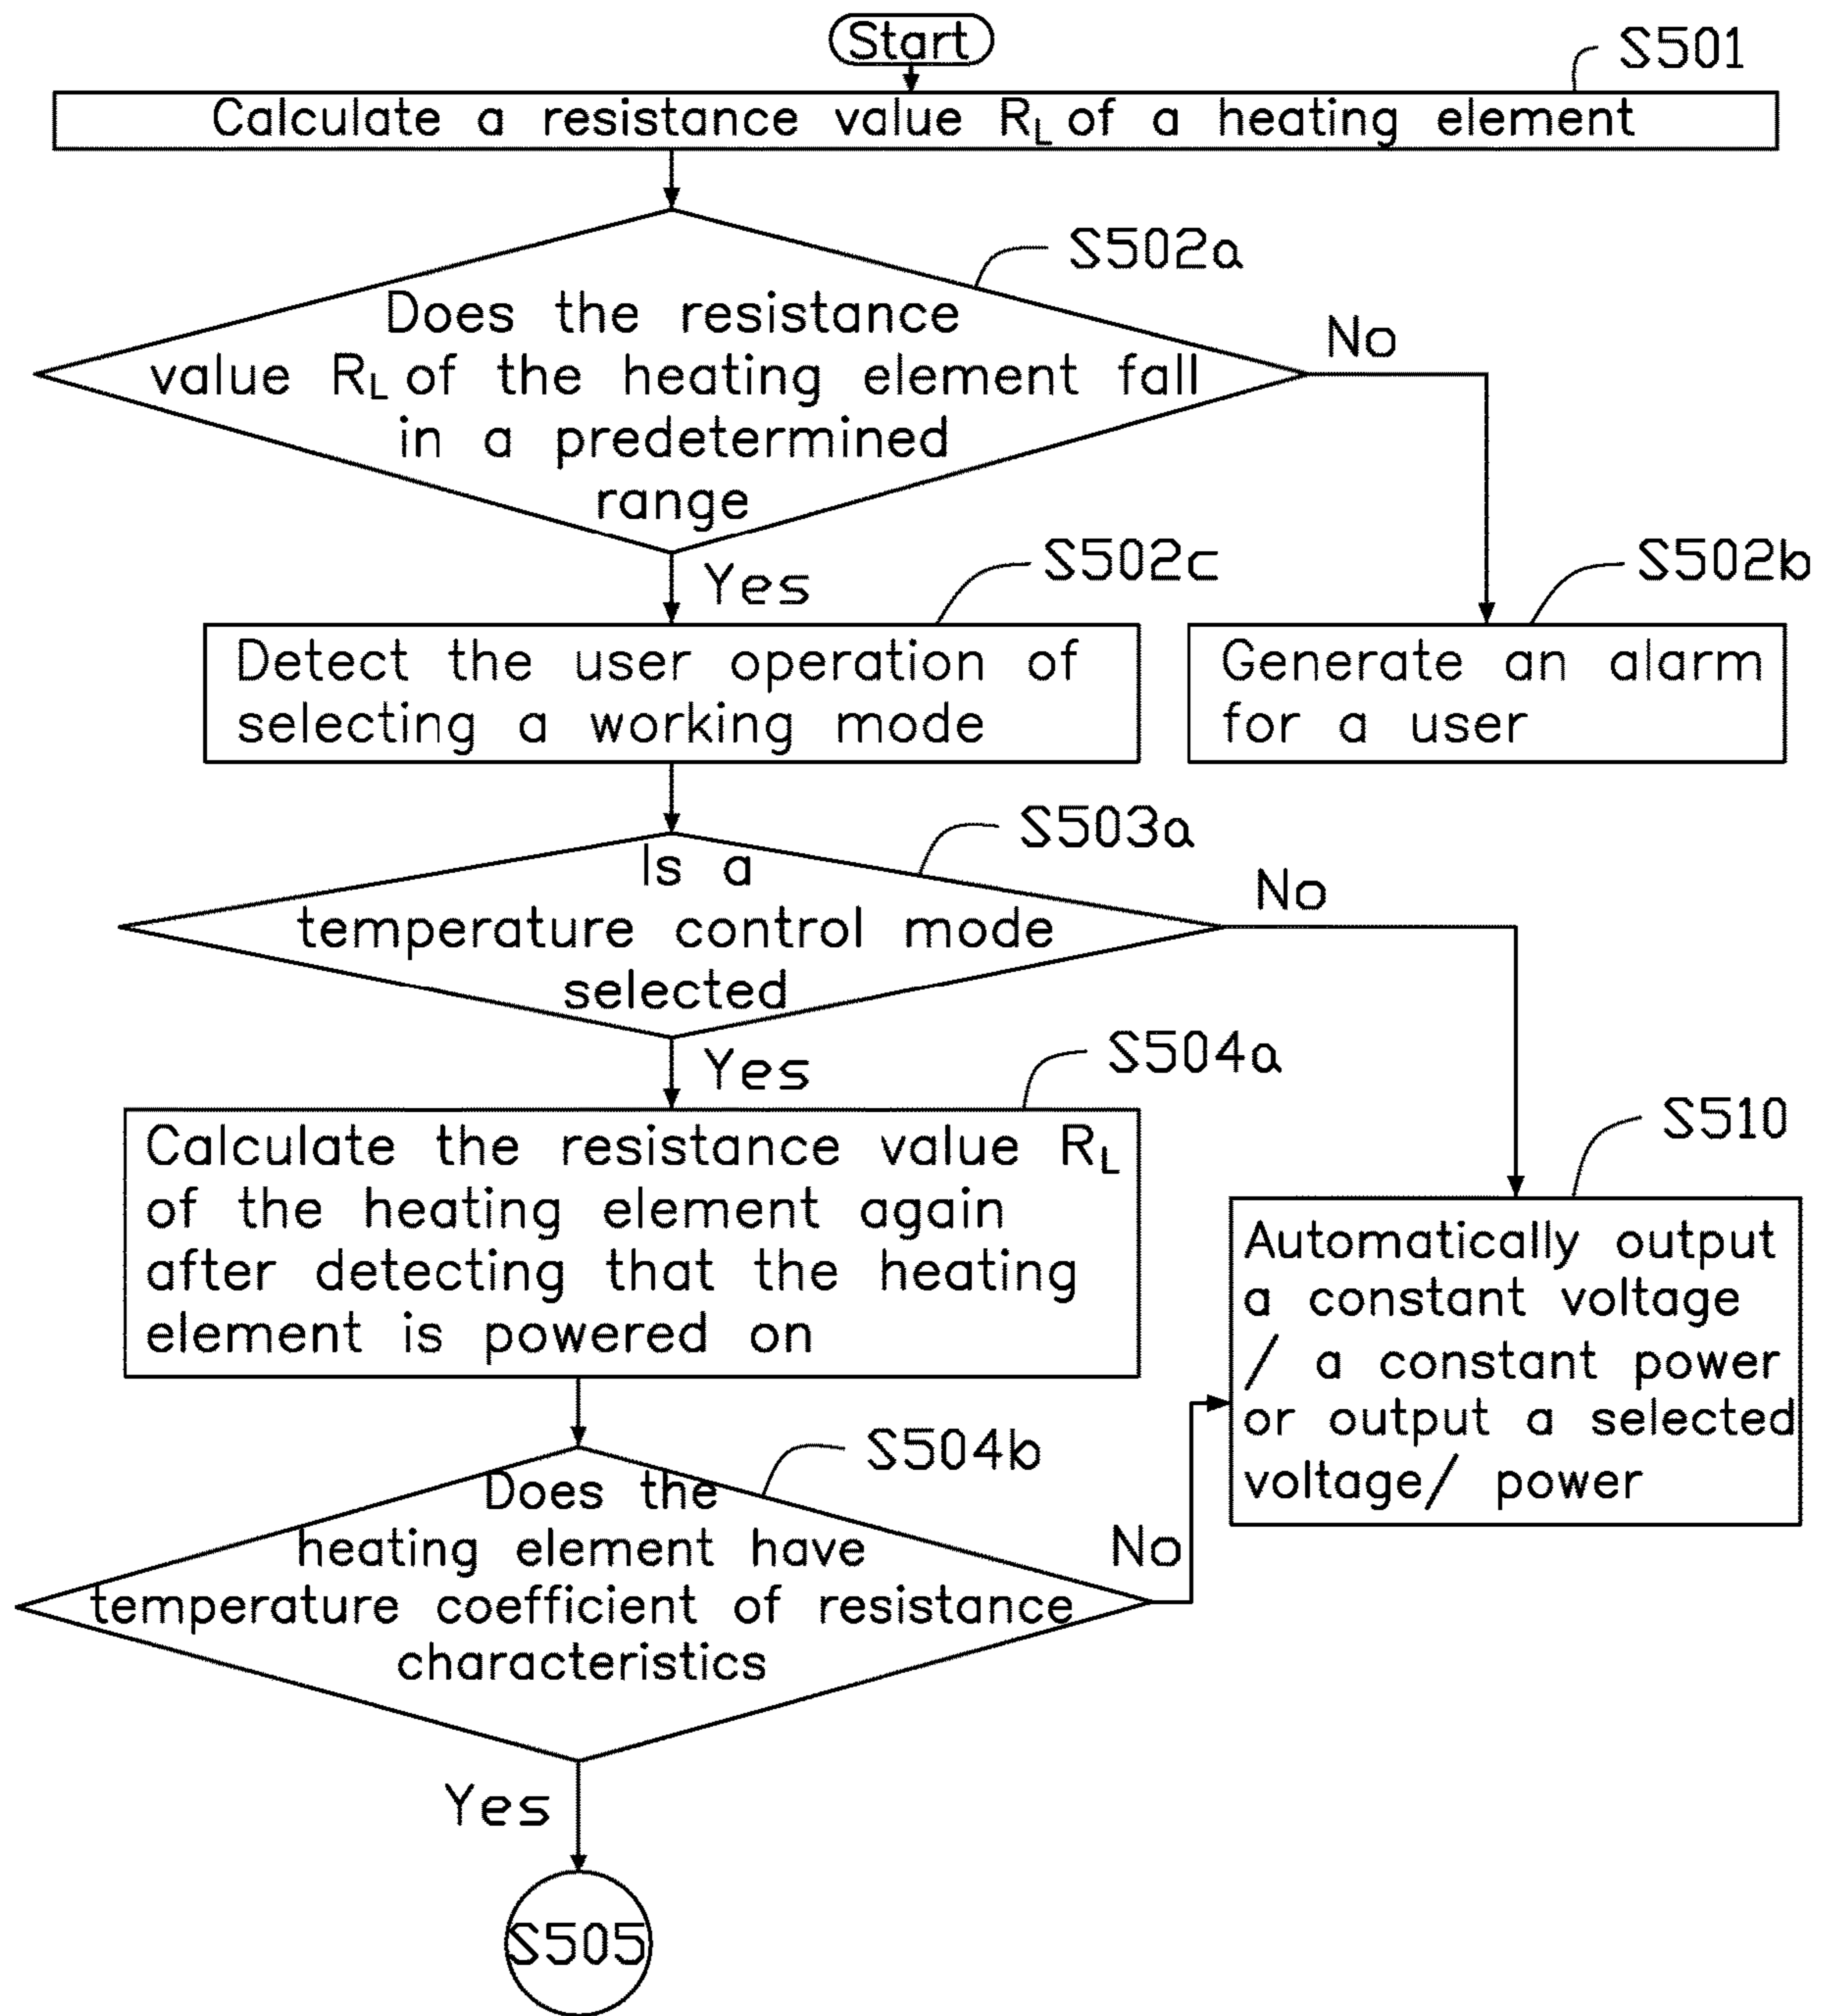 Start
S501
Calculate a resistance value RL of a heating element
S502a
Does the resistance
value RL of the heating element fall
in a predetermined
range
No
Yes
S502c
S502b
Detect the user operation of
selecting a working mode
Generate an alarm
for a user
S503a
Is a
temperature control mode
selected
No
Yes
S504a
Calculate the resistance value RL
of the heating element again
after detecting that the heating
element is powered on
S510
Automatically output
a constant voltage
/ a constant power
or output a selected
voltage/ power
S504b
Does the
heating element have
temperature coefficient of resistance
characteristics
No
Yes
S505